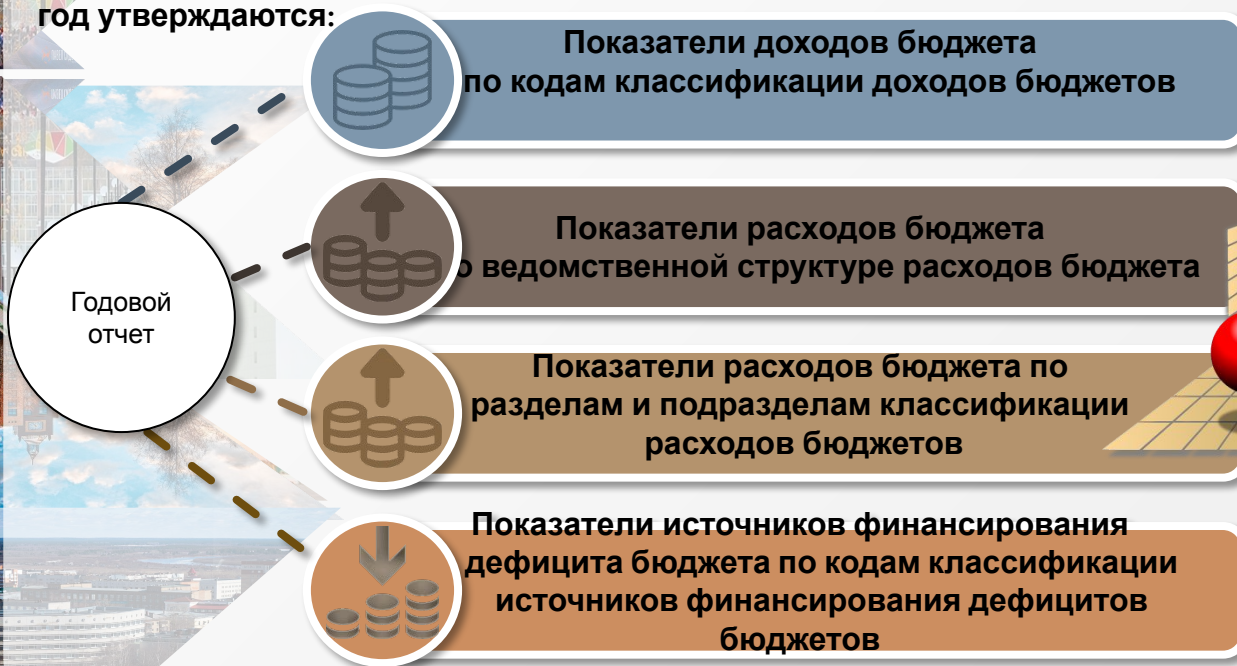 год утверждаются:
Показатели доходов бюджета
по кодам классификации доходов бюджетов
Показатели расходов бюджета
о ведомственной структуре расходов бюджета
Годовой
отчет
Показатели расходов бюджета по
разделам и подразделам классификации
расходов бюджетов
Показатели источников финансирования
дефицита бюджета по кодам классификации
источников финансирования дефицитов
бюджетов